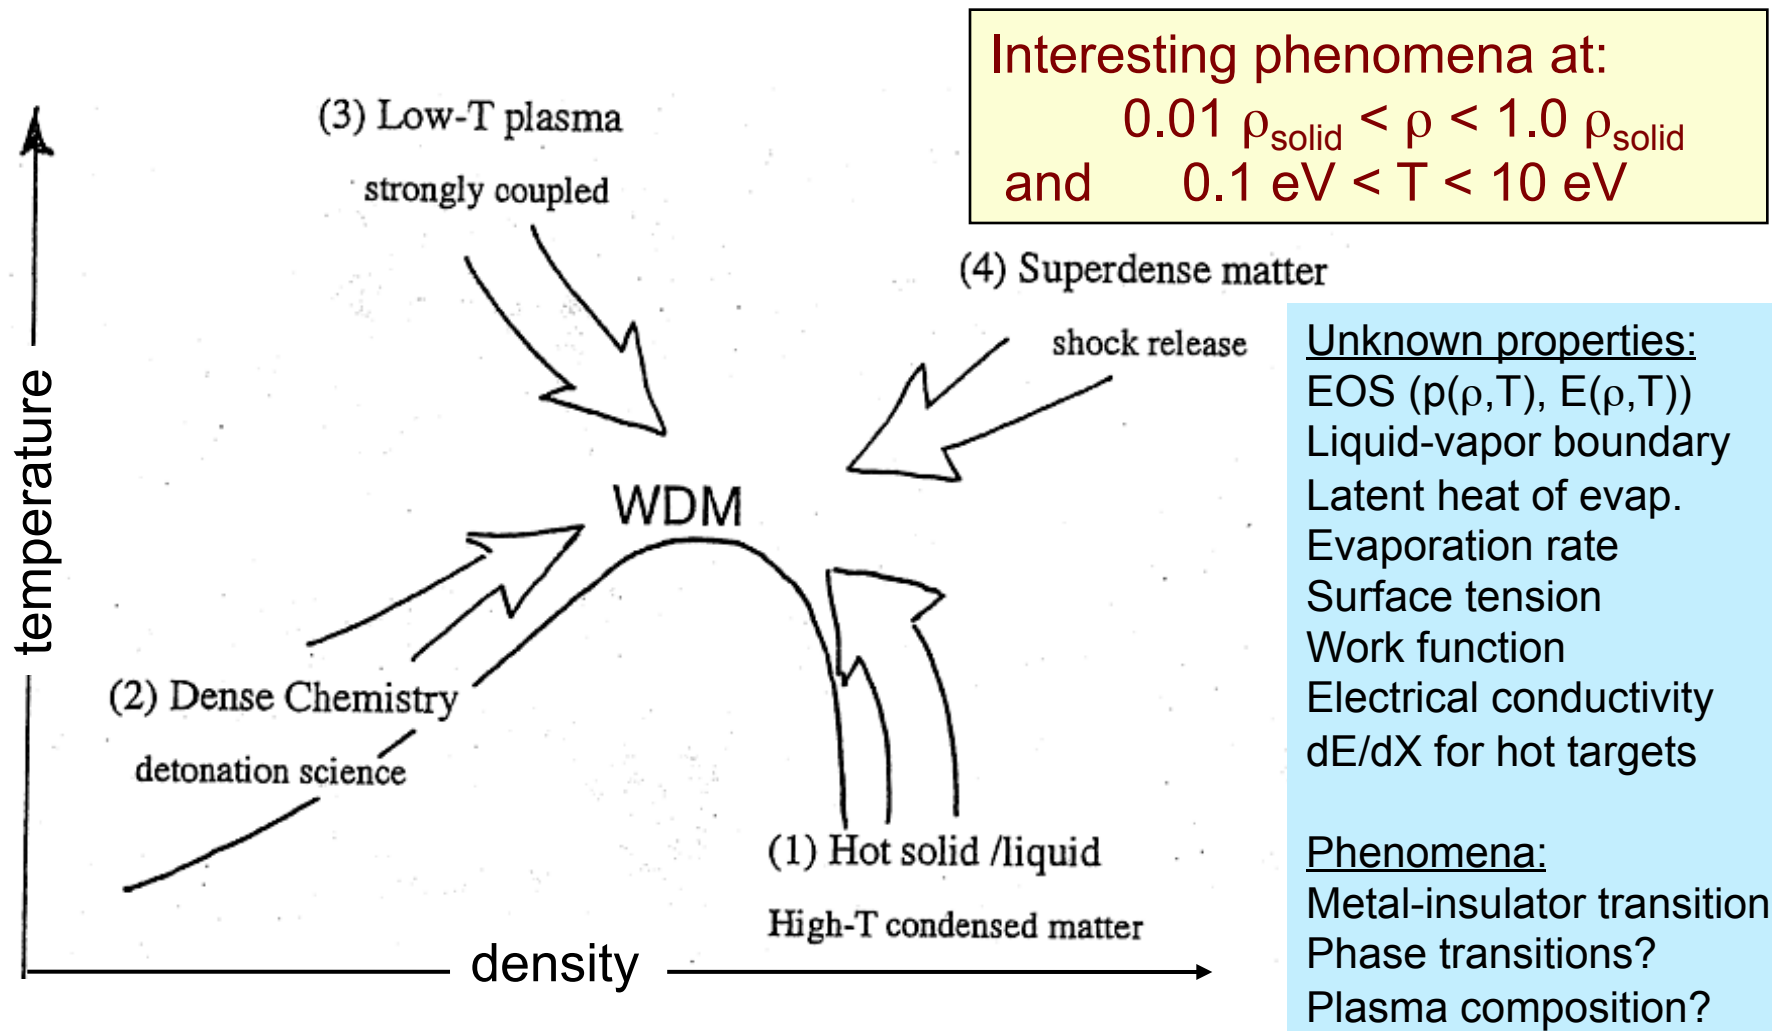 Interesting phenomena at:
0.01 ρsolid < ρ < 1.0 ρsolid
and 0.1 eV < T < 10 eV
(3) Low-T plasma
strongly coupled
(4) Superdense matter
shock release
temperature
WDM
(2) Dense Chemistry
detonation science
(1) Hot solid /liquid
High-T condensed matter
density
Unknown properties:
EOS (p(ρ,T), E(ρ,T))
Liquid-vapor boundary
Latent heat of evap.
Evaporation rate
Surface tension
Work function
Electrical conductivity
dE/dX for hot targets
Phenomena:
Metal-insulator transition
Phase transitions?
Plasma composition?